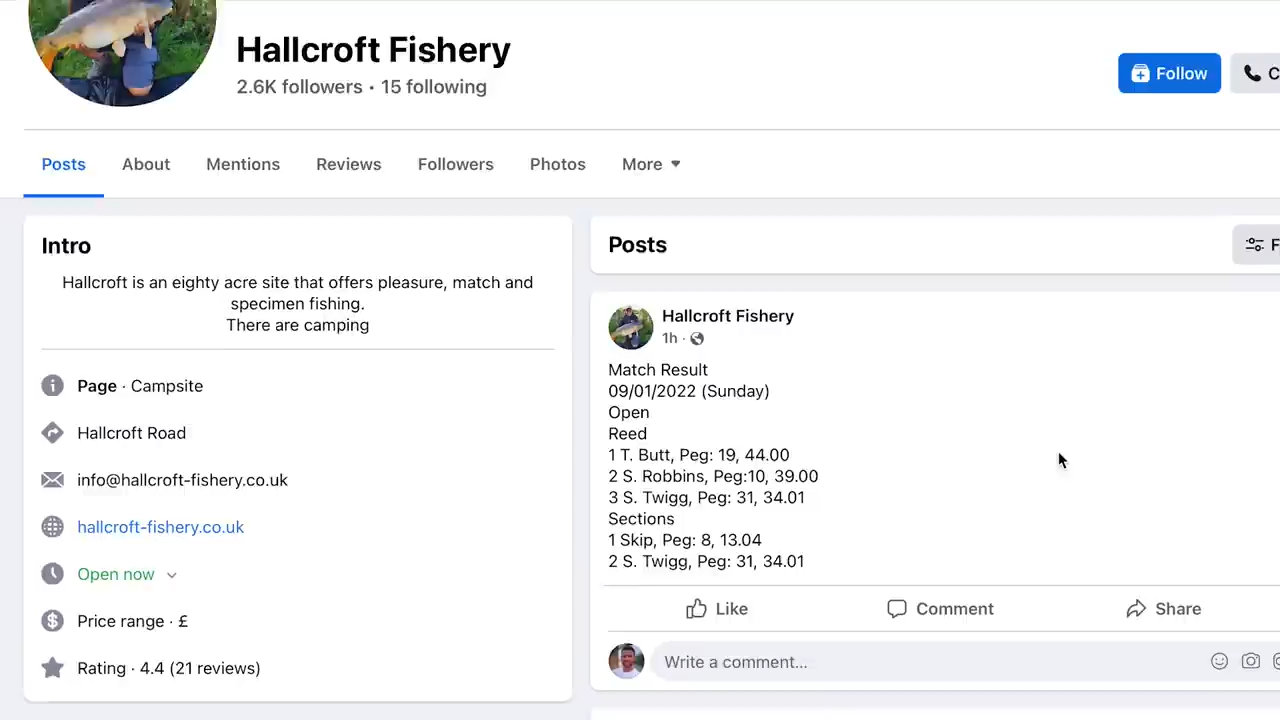 Hallcroft Fishery
2.6K followers · 15 following
Follow
Posts
About
Mentions
Reviews
Followers
Photos
More
Intro
Hallcroft is an eighty acre site that offers pleasure, match and
specimen fishing.
There are camping
Page · Campsite
Hallcroft Road
info@hallcroft-fishery.co.uk
hallcroft-fishery.co.uk
Open now
Price range · £
Rating · 4.4 (21 reviews)
Posts
Hallcroft Fishery
1h ·
Match Result
09/01/2022 (Sunday)
Open
Reed
1 T. Butt, Peg: 19, 44.00
2 S. Robbins, Peg:10, 39.00
3 S. Twigg, Peg: 31, 34.01
Sections
1 Skip, Peg: 8, 13.04
2 S. Twigg, Peg: 31, 34.01
Like
Comment
Share
Write a comment...